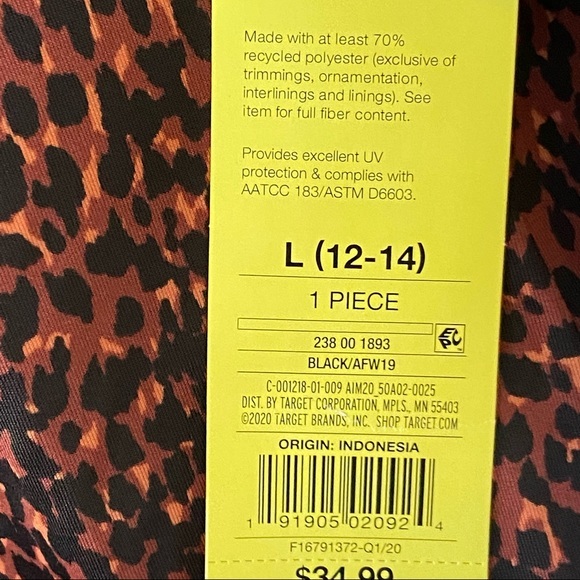 Made with at least 70%
recycled polyester (exclusive of
trimmings, ornamentation,
interlinings and linings). See
item for full fiber content.
Provides excellent UV
protection & complies with
AATCC 183/ASTM D6603.
L (12-14)
1 PIECE
238 00 1893
EPC
BLACK/AFW19
C-001218-01-009 AIM20_50A02-0025
DIST. BY TARGET CORPORATION, MPLS., MN 55403
©2020 TARGET BRANDS, INC. SHOP TARGET.COM
ORIGIN: INDONESIA
1 91905 02092 4
F16791372-Q1/20
$34.99